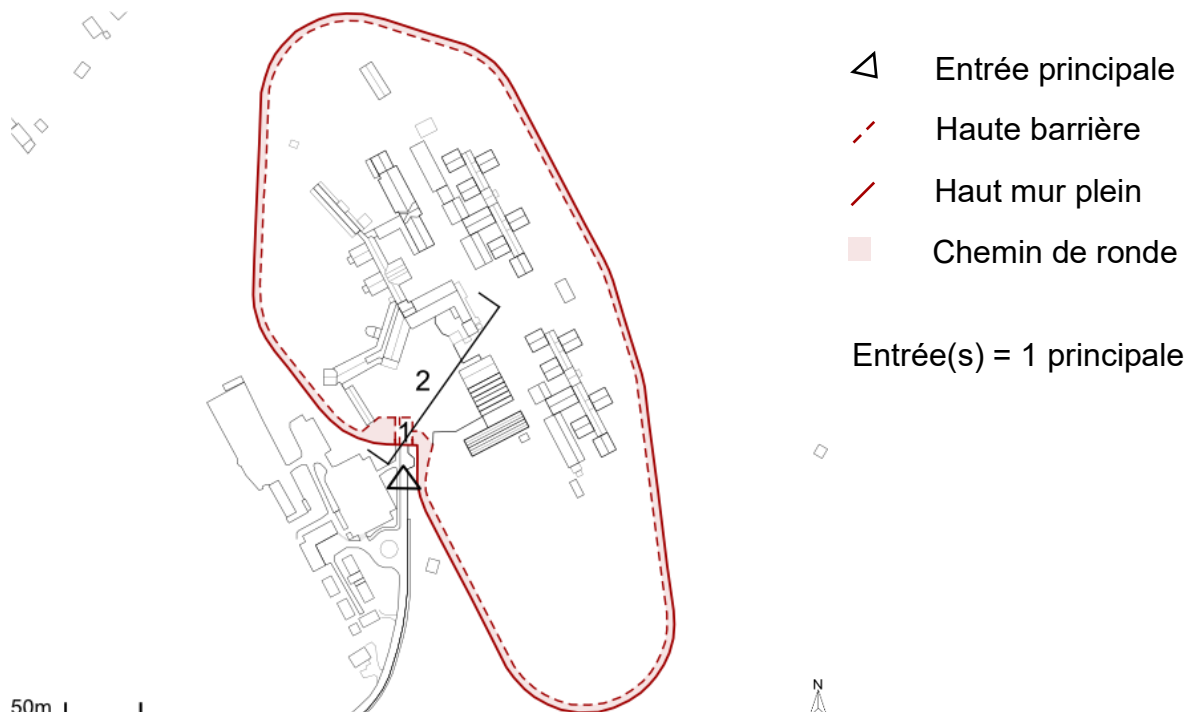 Entrée principale
Haute barrière
Haut mur plein
Chemin de ronde
Entrée(s) = 1 principale
2
1
50m
N